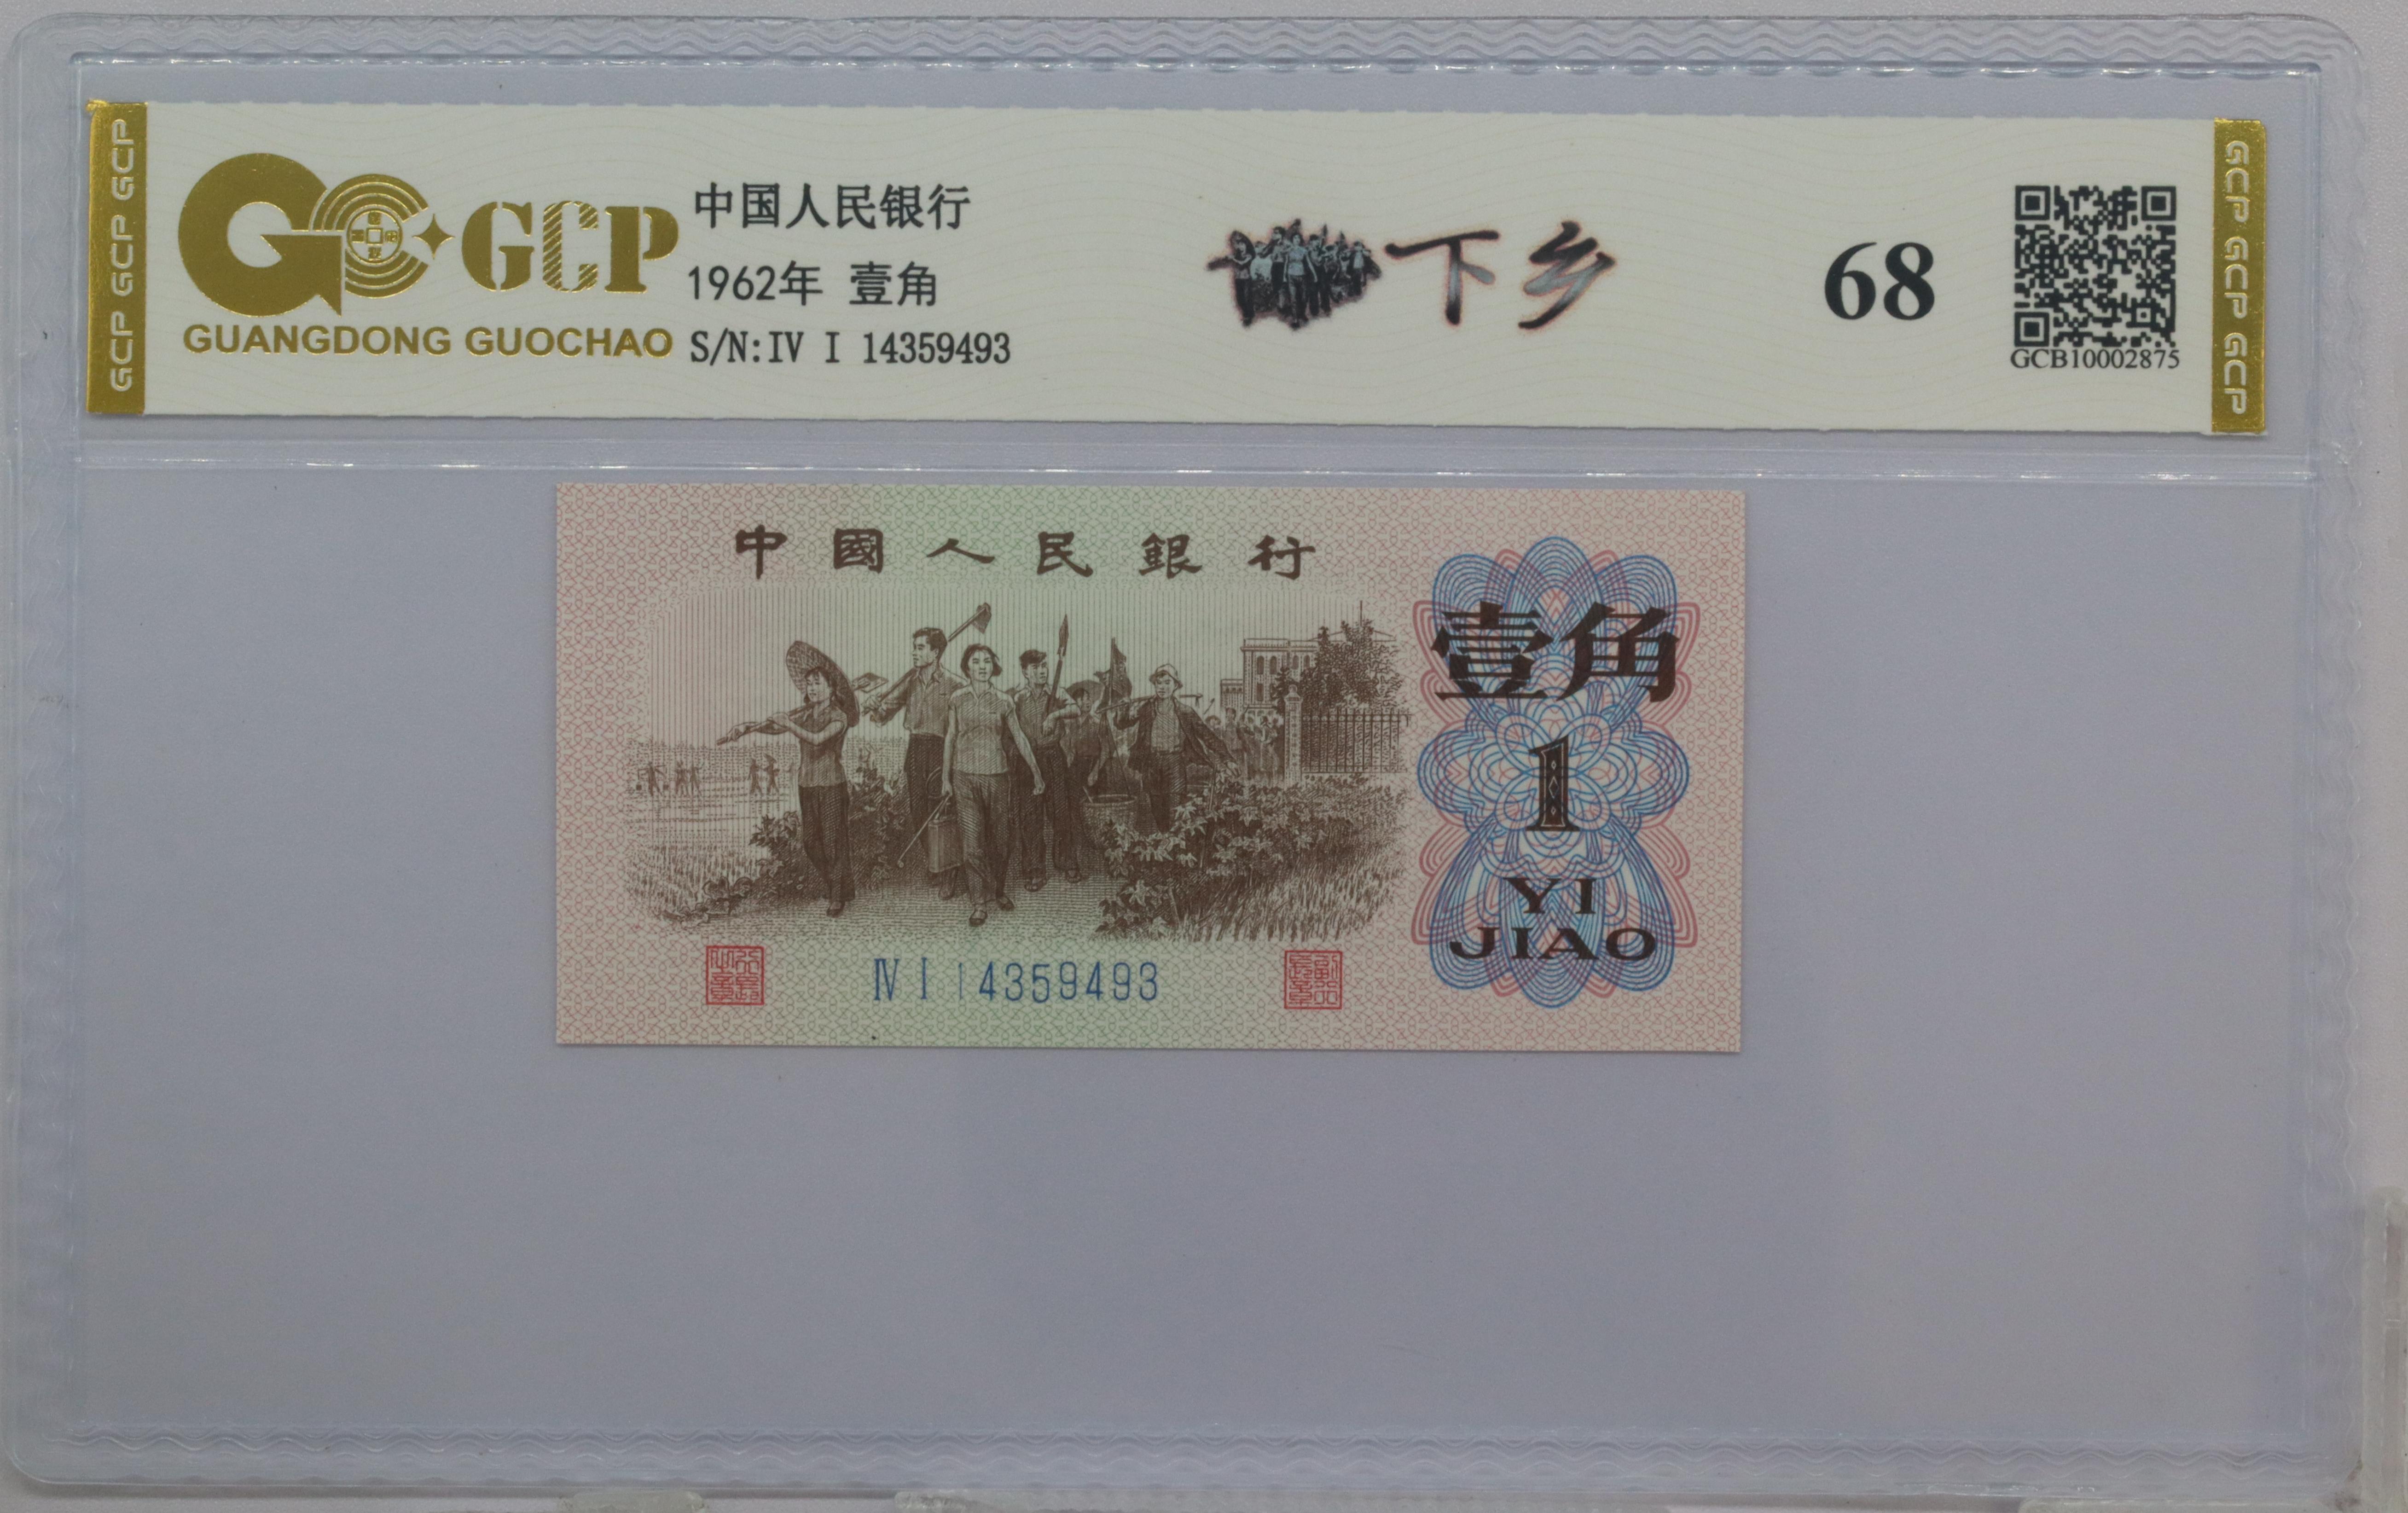 GCP GCP GCP
GCP
GUANGDONG GUOCHAO
中国人民银行
1962年 壹角
S/N:IV I 14359493
下乡
68
GCB10002875
GCP GCP GCP
中國人民銀行
壹角
1
YI
JIAO
IV I 14359493